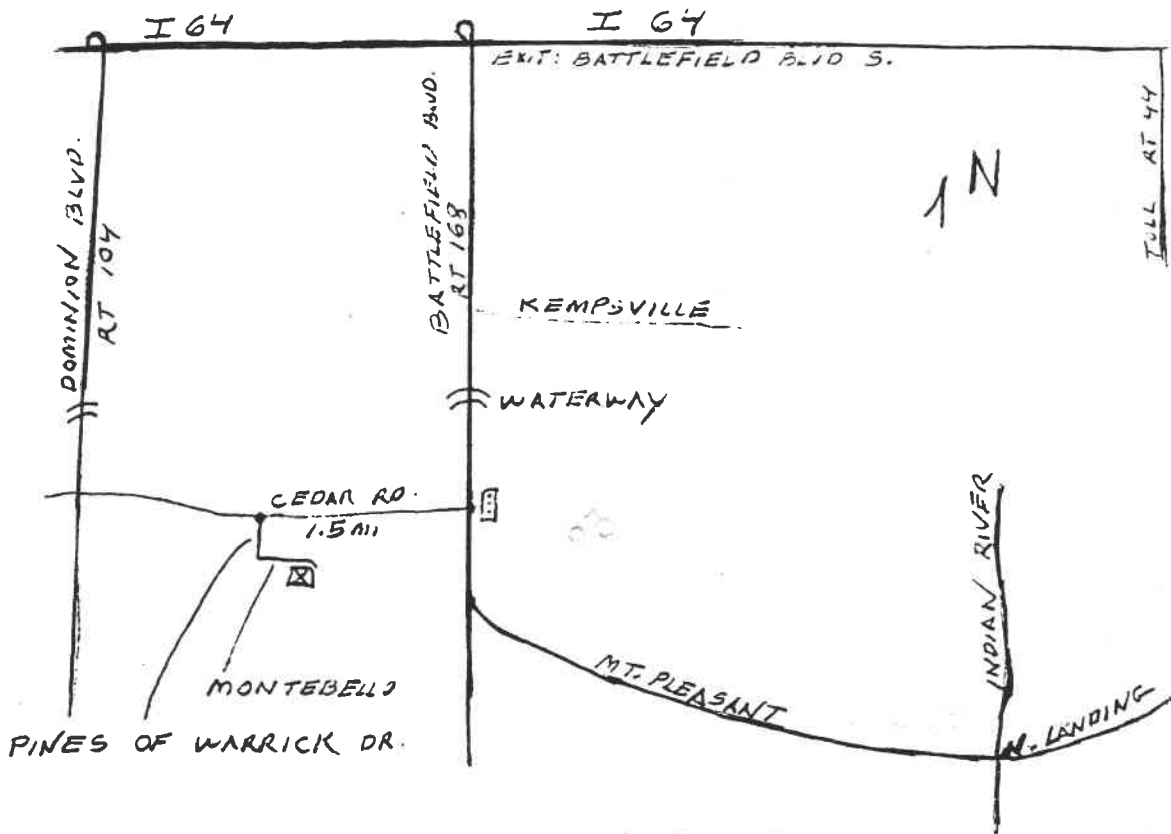 I 64
I 64
EXIT: BATTLEFIELD BLVD S.
DOMINION BLVD.
RT 104
BATTLEFIELD BLVD.
RT 168
N
TOLL RT 44
KEMPSVILLE
WATERWAY
CEDAR RD.
1.5 MI
INDIAN RIVER
MONTEBELLO
MT. PLEASANT
N. LANDING
PINES OF WARRICK DR.